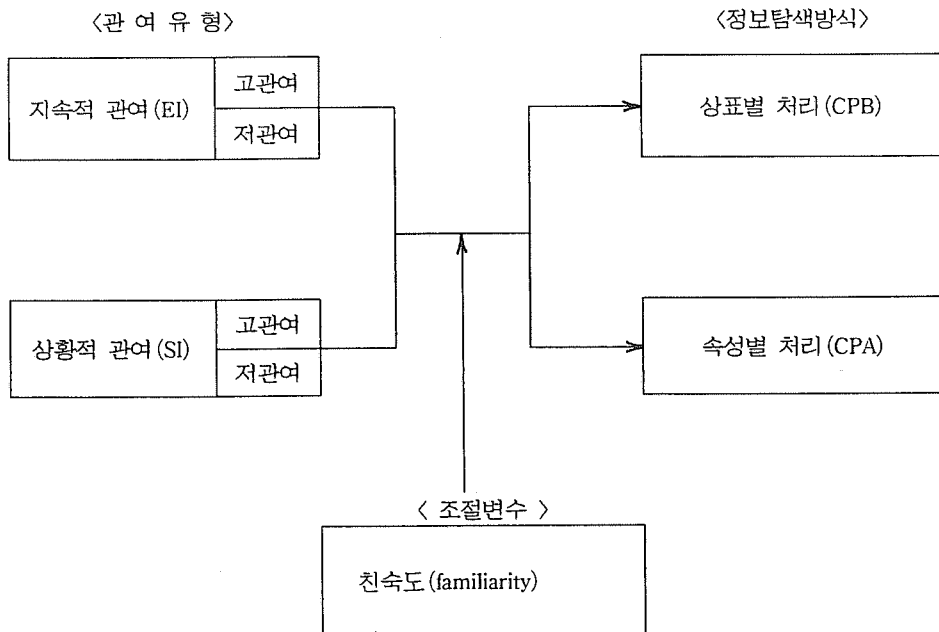 〈관 여 유 형〉
〈정보탐색방식〉
지속적 관여(EI)
고관여
저관여
상표별 처리(CPB)
상황적 관여(SI)
고관여
저관여
속성별 처리(CPA)
〈 조절변수 〉
친숙도(familiarity)